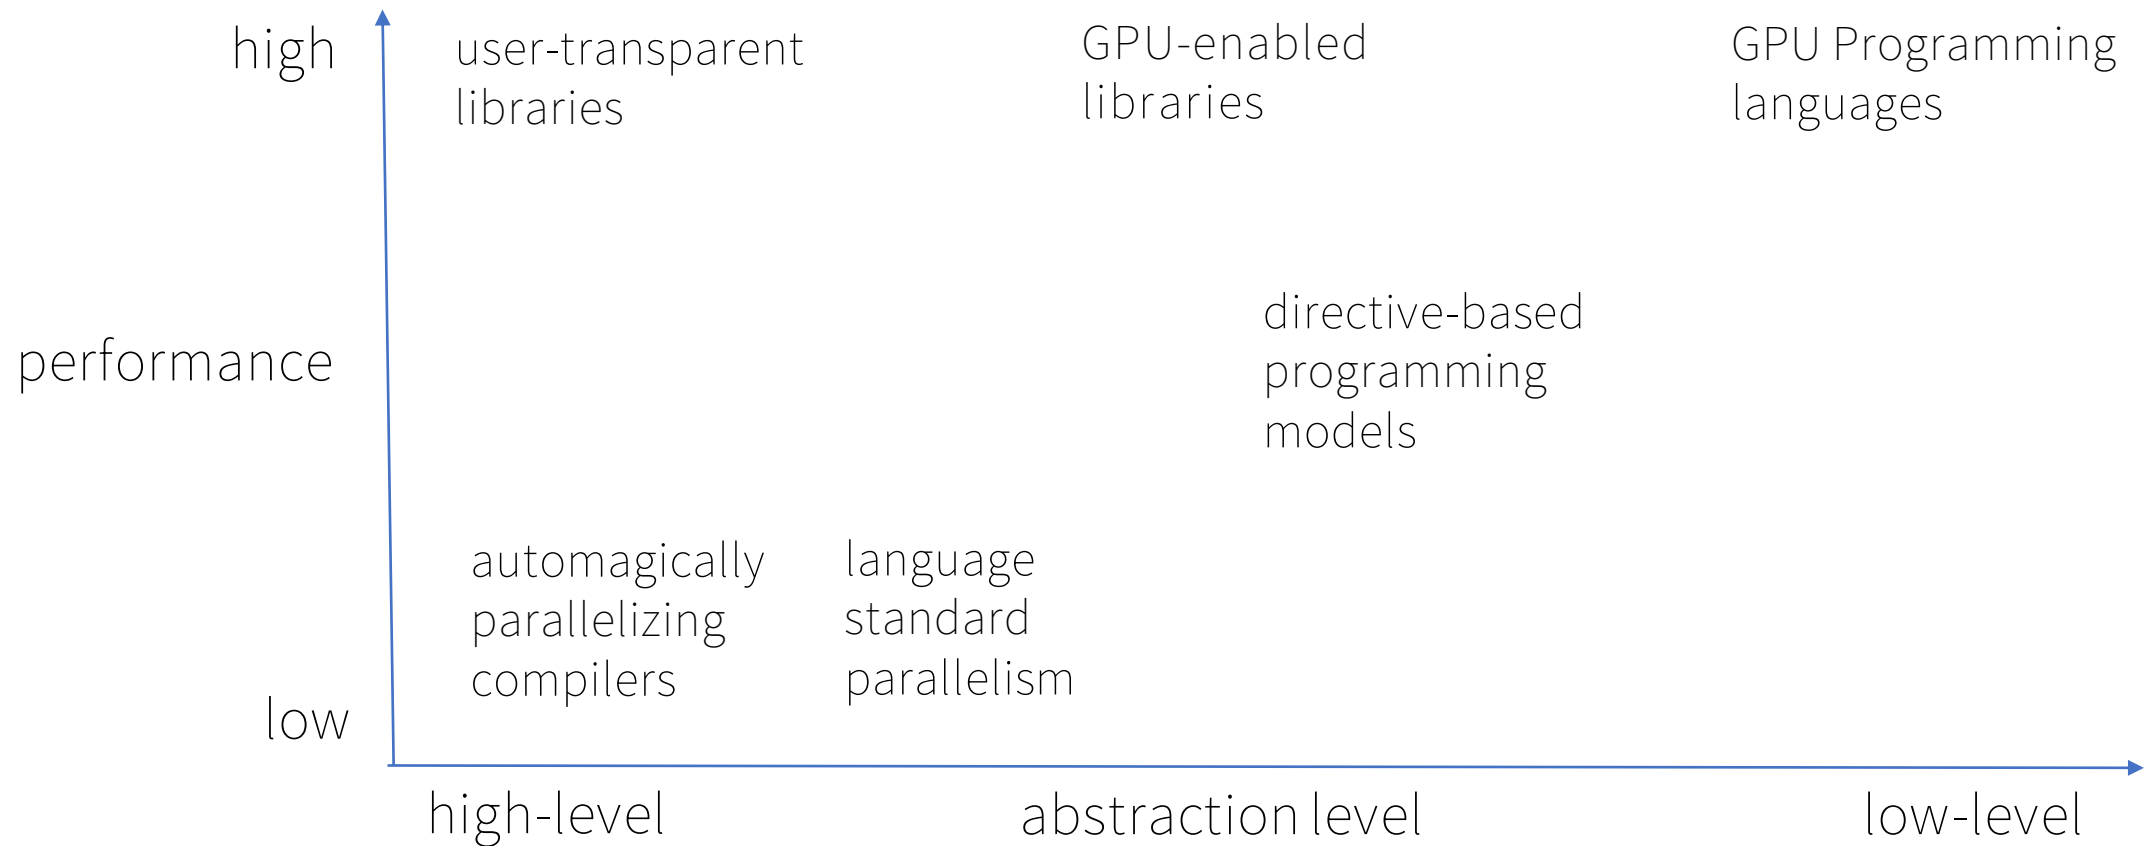 high
user-transparent
libraries
GPU-enabled
libraries
GPU Programming
languages
performance
directive-based
programming
models
automagically
parallelizing
compilers
language
standard
parallelism
low
high-level
abstraction level
low-level